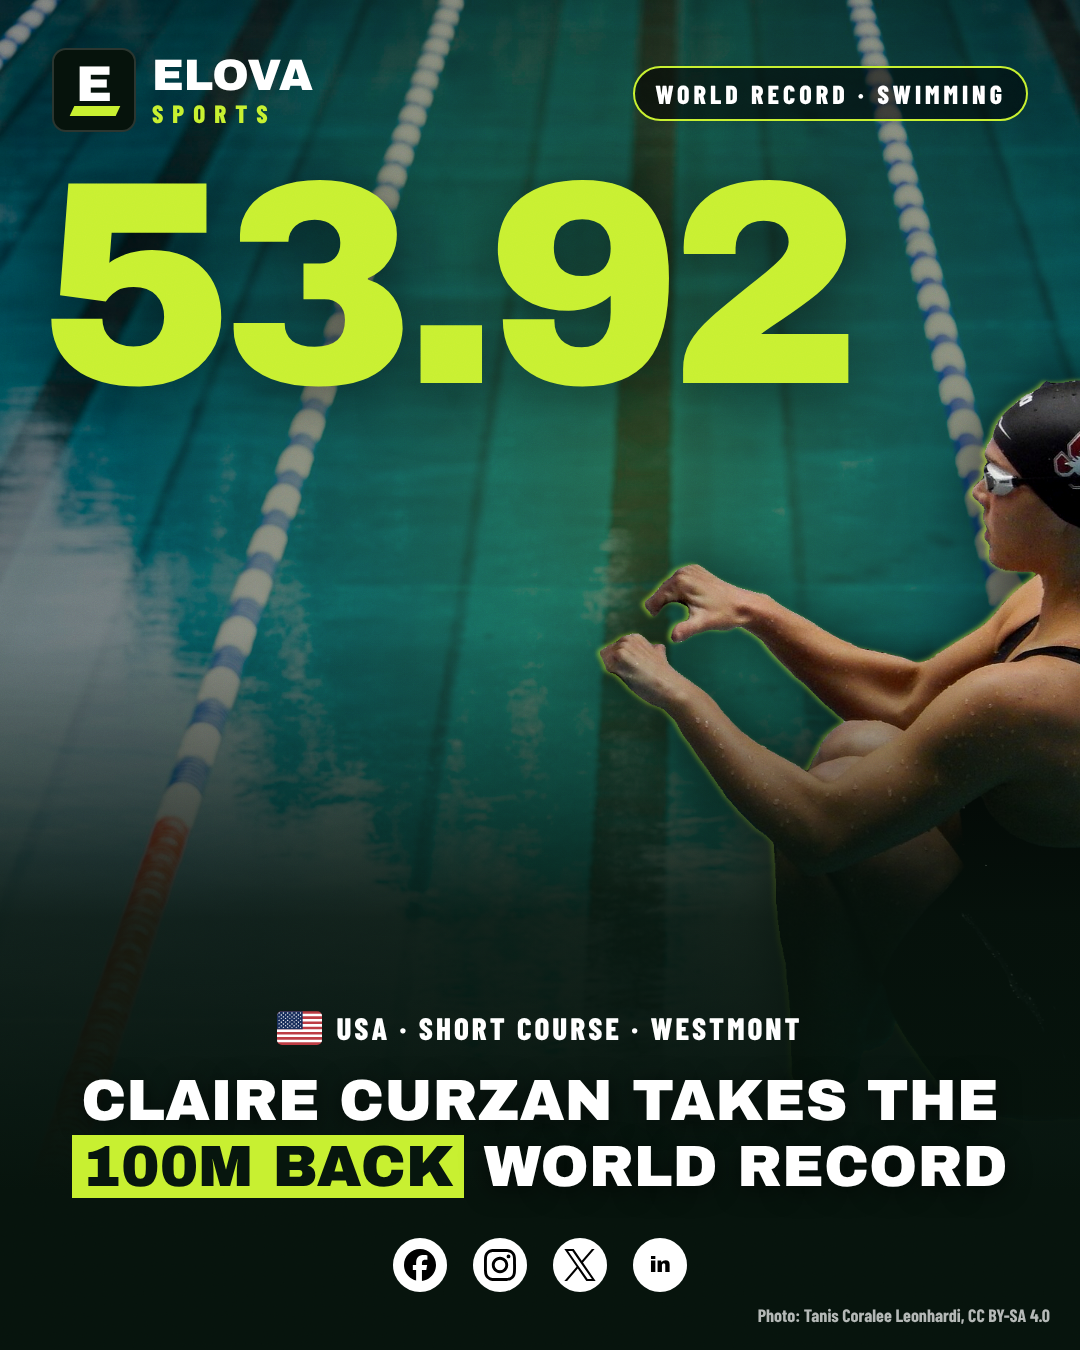 E
ELOVA
SPORTS
WORLD RECORD · SWIMMING
53.92
USA · SHORT COURSE · WESTMONT
CLAIRE CURZAN TAKES THE
100M BACK WORLD RECORD
in
Photo: Tanis Coralee Leonhardi, CC BY-SA 4.0